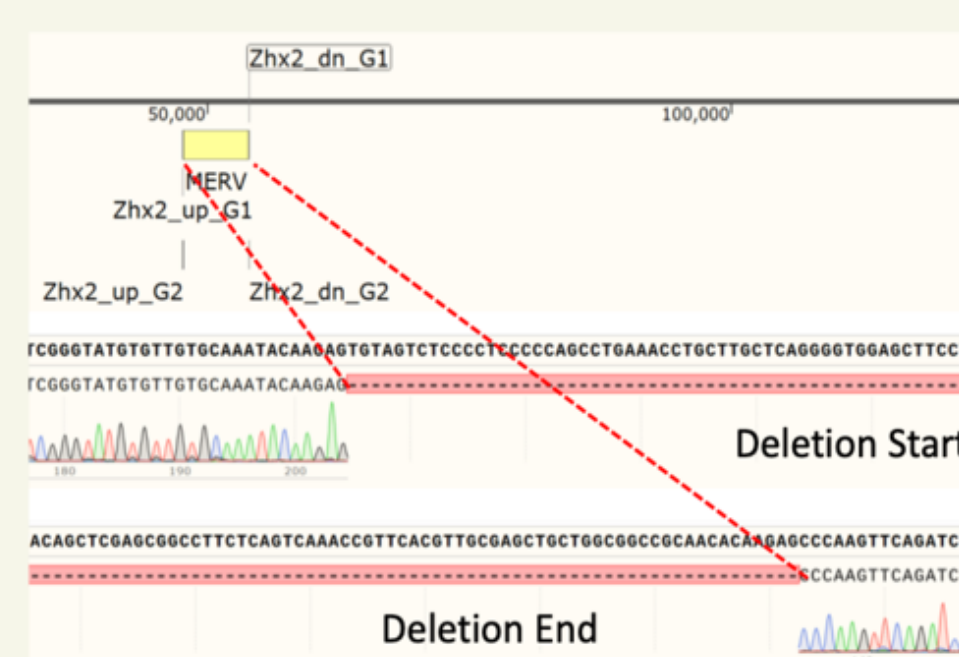 Zhx2_dn_G1
50,000 100,000
MERV
Zhx2_up_G1
Zhx2_up_G2 Zhx2_dn_G2
TCGGGTATGTGTTGTGCAAATACAAGAGTGTAGTCTCCCCTCCCCCAGCCTGAAACCTGCTTGCTCAGGGGTGGAGCTTCC
TCGGGTATGTGTTGTGCAAATACAAGAG
Deletion Start
180 190 200
ACAGCTCGAGCGGCCTTCTCAGTCAAACCGTTCACGTTGCGAGCTGCTGGCGGCCGCAACACAAGAGCCCAAGTTCAGATC
CCCAAGTTCAGATC
Deletion End